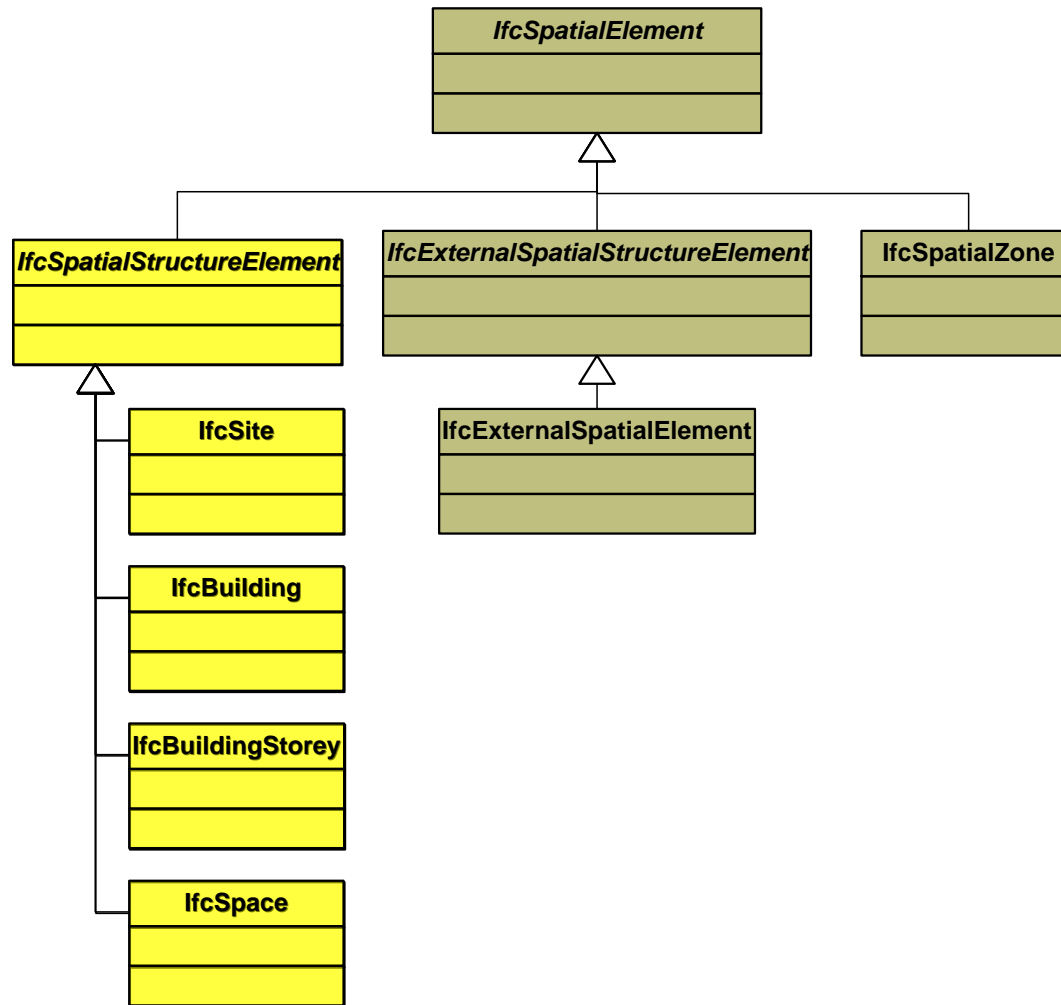 IfcSpatialElement
IfcSpatialStructureElement
IfcExternalSpatialStructureElement
IfcSpatialZone
IfcSite
IfcExternalSpatialElement
IfcBuilding
IfcBuildingStorey
IfcSpace